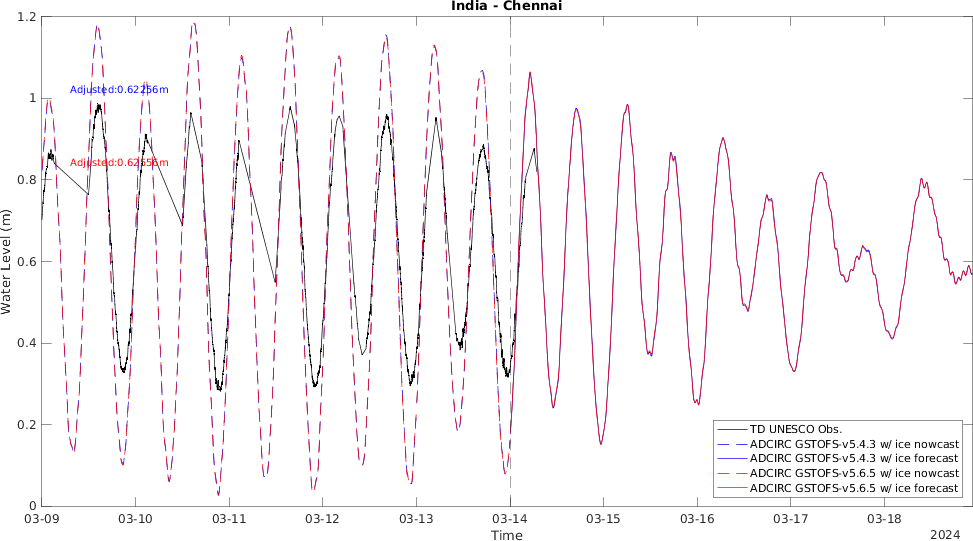 India - Chennai
1.2
1
0.8
0.6
0.4
0.2
0
Water Level (m)
Adjusted:0.62256m
Adjusted:0.62656m
TD UNESCO Obs.
ADCIRC GSTOFS-v5.4.3 w/ ice nowcast
ADCIRC GSTOFS-v5.4.3 w/ ice forecast
ADCIRC GSTOFS-v5.6.5 w/ ice nowcast
ADCIRC GSTOFS-v5.6.5 w/ ice forecast
03-09 03-10 03-11 03-12 03-13 03-14 03-15 03-16 03-17 03-18
Time
2024